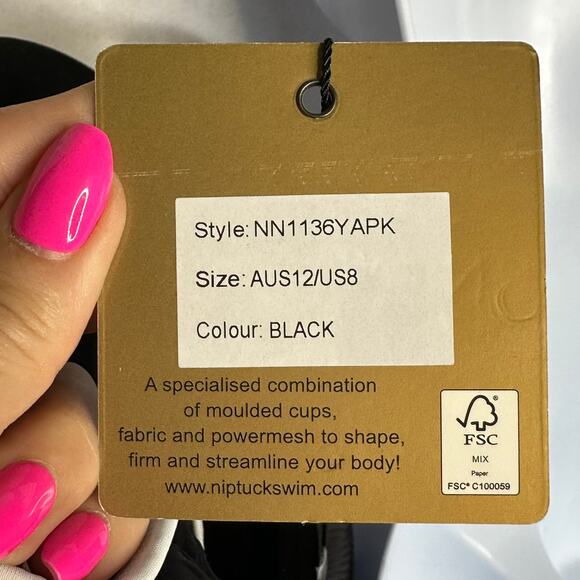 Style: NN1136YAPK
Size: AUS12/US8
Colour: BLACK
A specialised combination
of moulded cups,
fabric and powermesh to shape,
firm and streamline your body!
www.niptuckswim.com
®
FSC
MIX
Paper
FSC® C100059